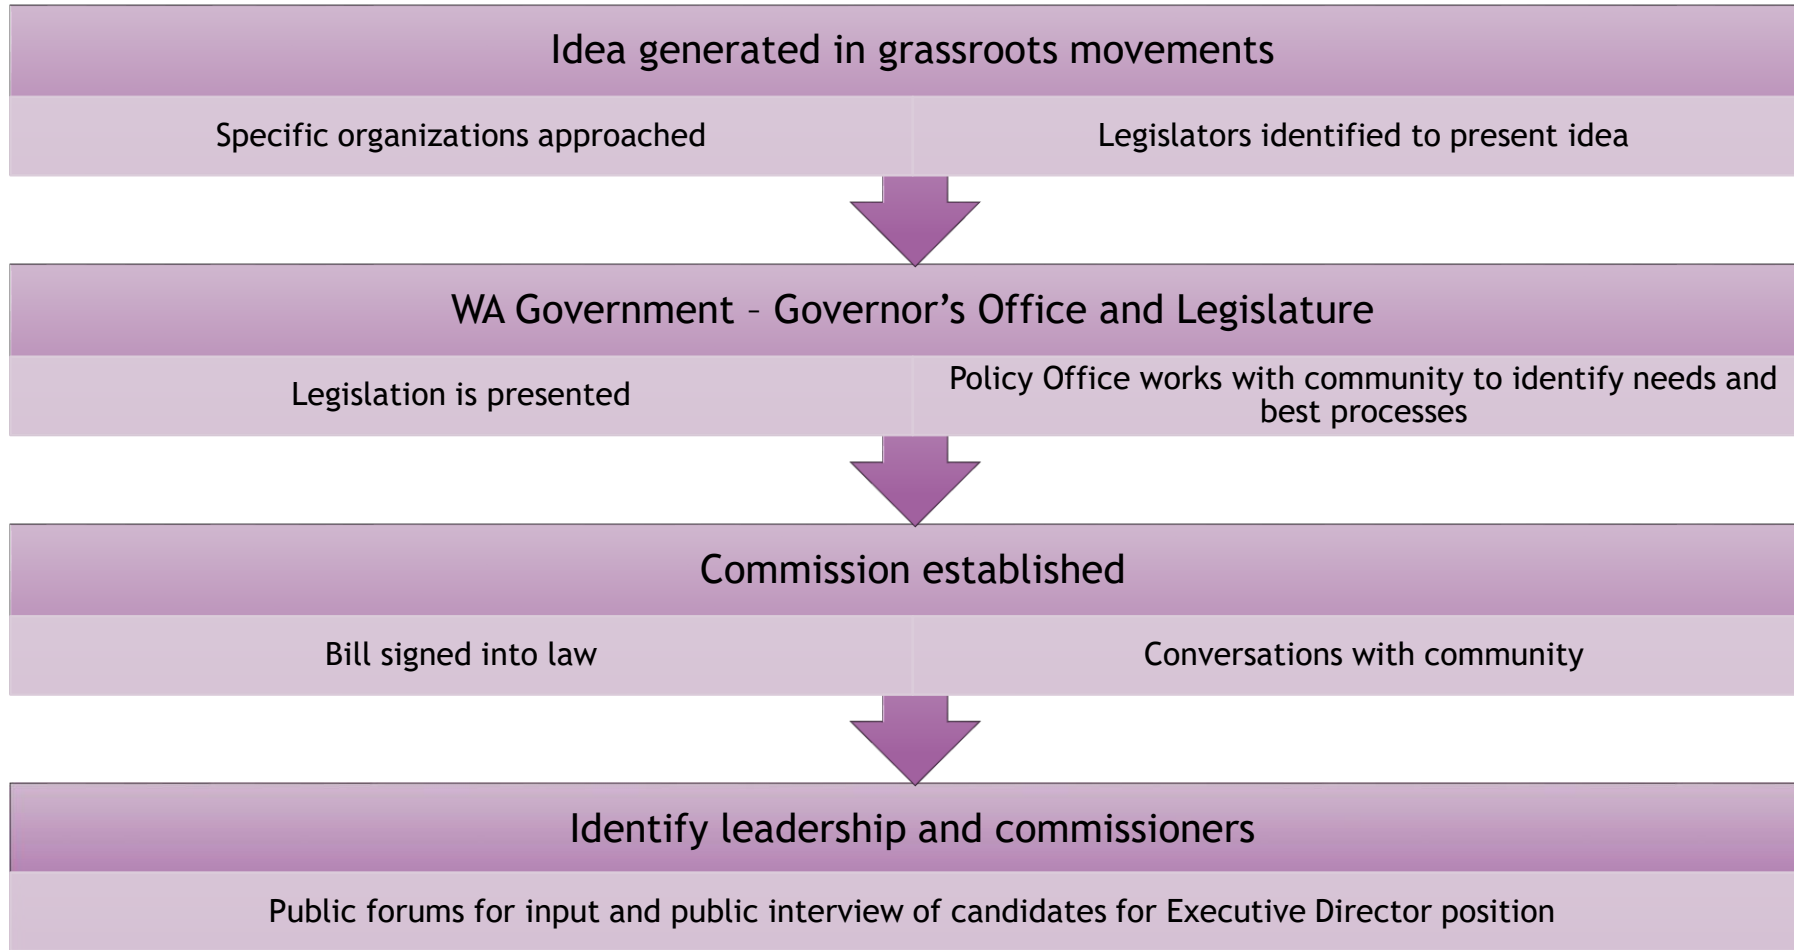 Idea generated in grassroots movements
Specific organizations approached
Legislators identified to present idea
WA Government – Governor’s Office and Legislature
Legislation is presented
Policy Office works with community to identify needs and
best processes
Commission established
Bill signed into law
Conversations with community
Identify leadership and commissioners
Public forums for input and public interview of candidates for Executive Director position